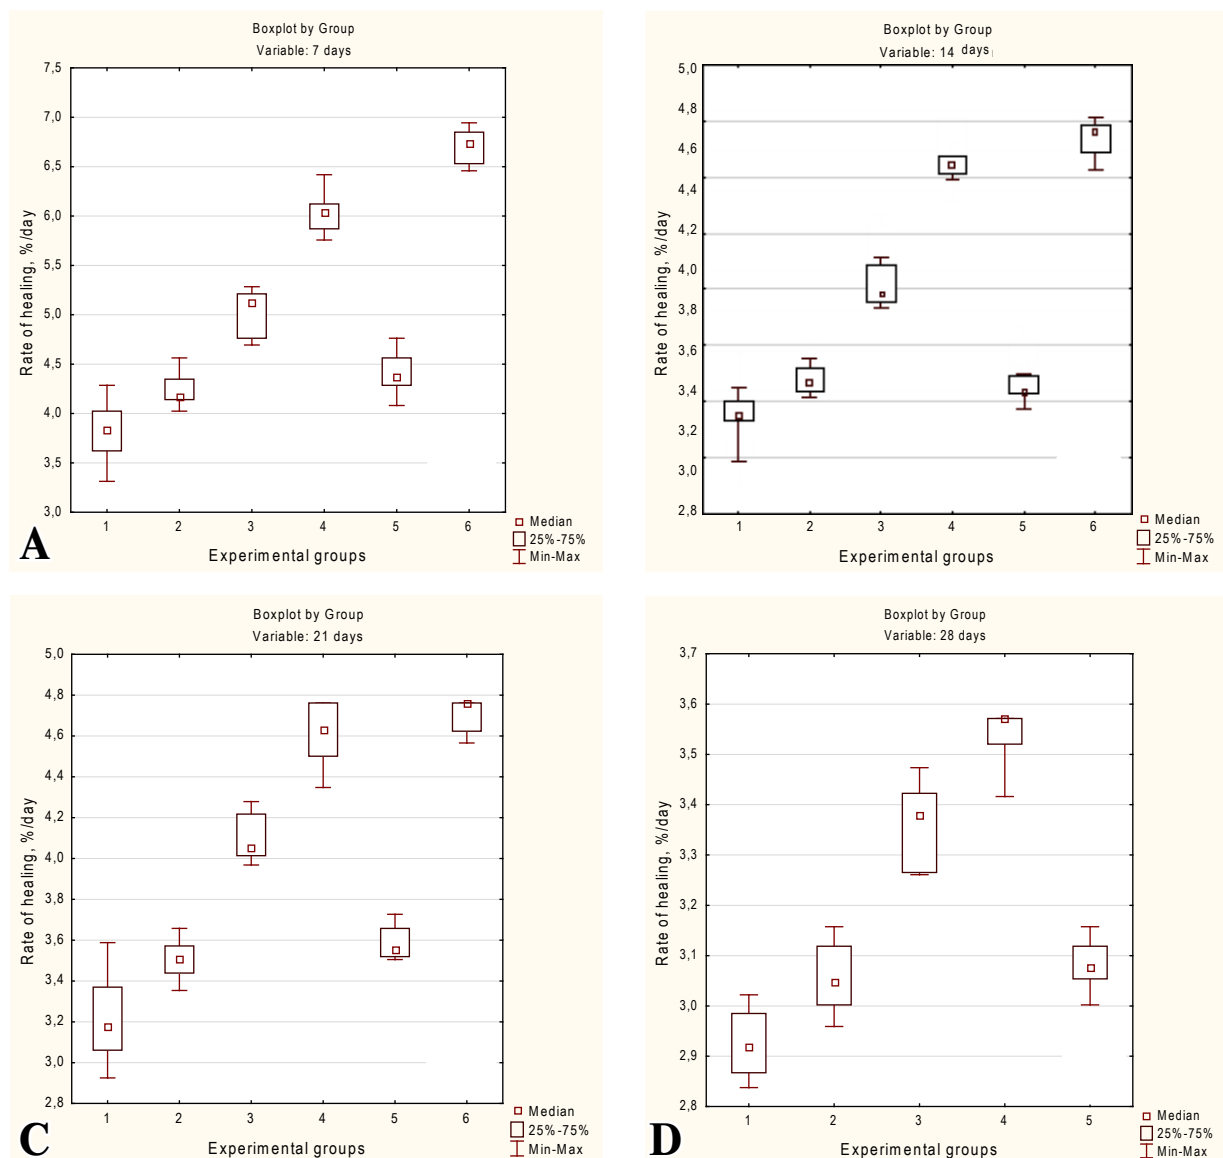 Boxplot by Group
Variable: 7 days
7,5
7,0
6,5
6,0
5,5
5,0
4,5
4,0
3,5
3,0
Rate of healing, %/day
1 2 3 4 5 6
Experimental groups
Median
25%-75%
Min-Max
A
Boxplot by Group
Variable: 14 days
5,0
4,8
4,6
4,4
4,2
4,0
3,8
3,6
3,4
3,2
3,0
2,8
Rate of healing, %/day
1 2 3 4 5 6
Experimental groups
Median
25%-75%
Min-Max
Boxplot by Group
Variable: 21 days
5,0
4,8
4,6
4,4
4,2
4,0
3,8
3,6
3,4
3,2
3,0
2,8
Rate of healing, %/day
1 2 3 4 5 6
Experimental groups
Median
25%-75%
Min-Max
C
Boxplot by Group
Variable: 28 days
3,7
3,6
3,5
3,4
3,3
3,2
3,1
3,0
2,9
2,8
Rate of healing, %/day
1 2 3 4 5
Experimental groups
Median
25%-75%
Min-Max
D